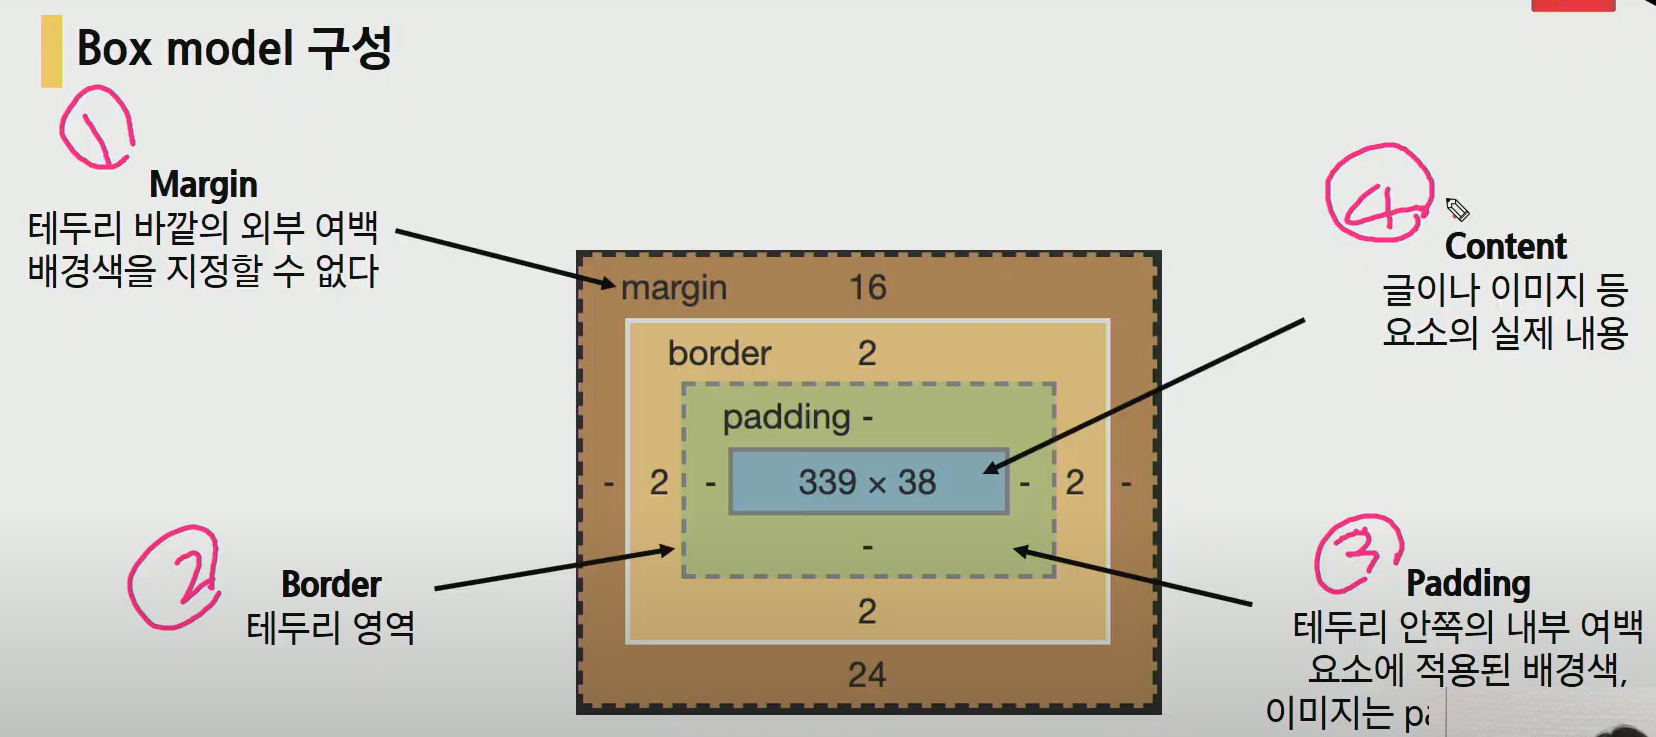 Box model 구성
1
Margin
테두리 바깥의 외부 여백
배경색을 지정할 수 없다
4
Content
글이나 이미지 등
요소의 실제 내용
margin 16
border 2
padding -
- 2 - 339 × 38 - 2 -
-
2
24
2
Border
테두리 영역
3
Padding
테두리 안쪽의 내부 여백
요소에 적용된 배경색,
이미지는